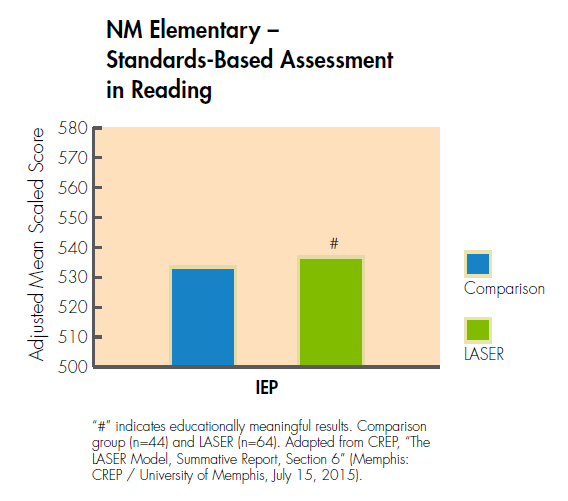 NM Elementary –
Standards-Based Assessment
in Reading
Adjusted Mean Scaled Score
580
570
560
550
540
530
520
510
500
#
IEP
Comparison
LASER
“#” indicates educationally meaningful results. Comparison
group (n=44) and LASER (n=64). Adapted from CREP, “The
LASER Model, Summative Report, Section 6” (Memphis:
CREP / University of Memphis, July 15, 2015).